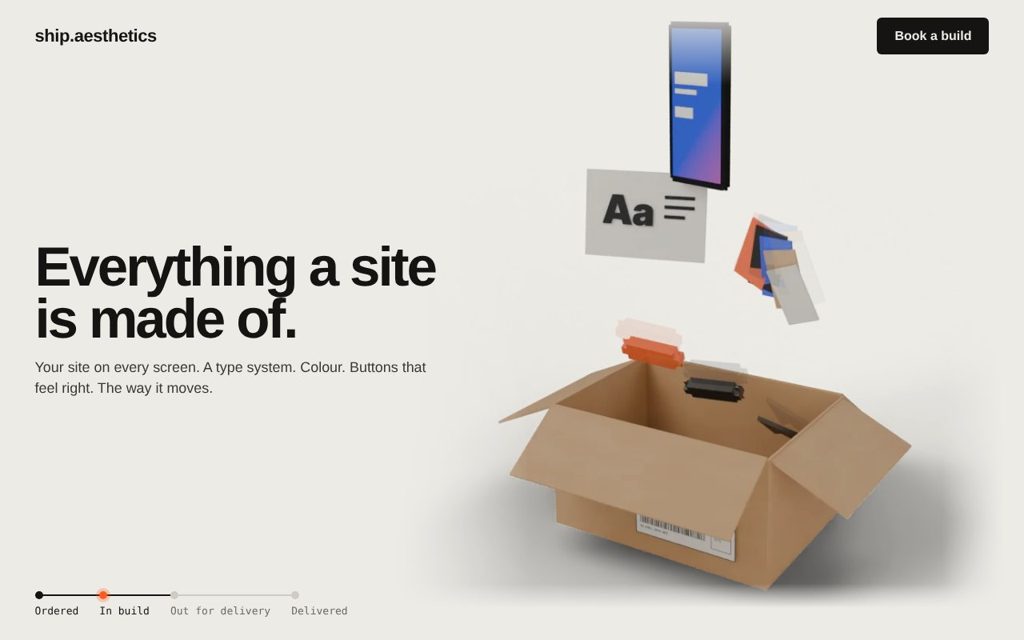 ship.aesthetics
Book a build
Aa
Everything a site
is made of.
Your site on every screen. A type system. Colour. Buttons that
feel right. The way it moves.
Ordered
In build
Out for delivery
Delivered